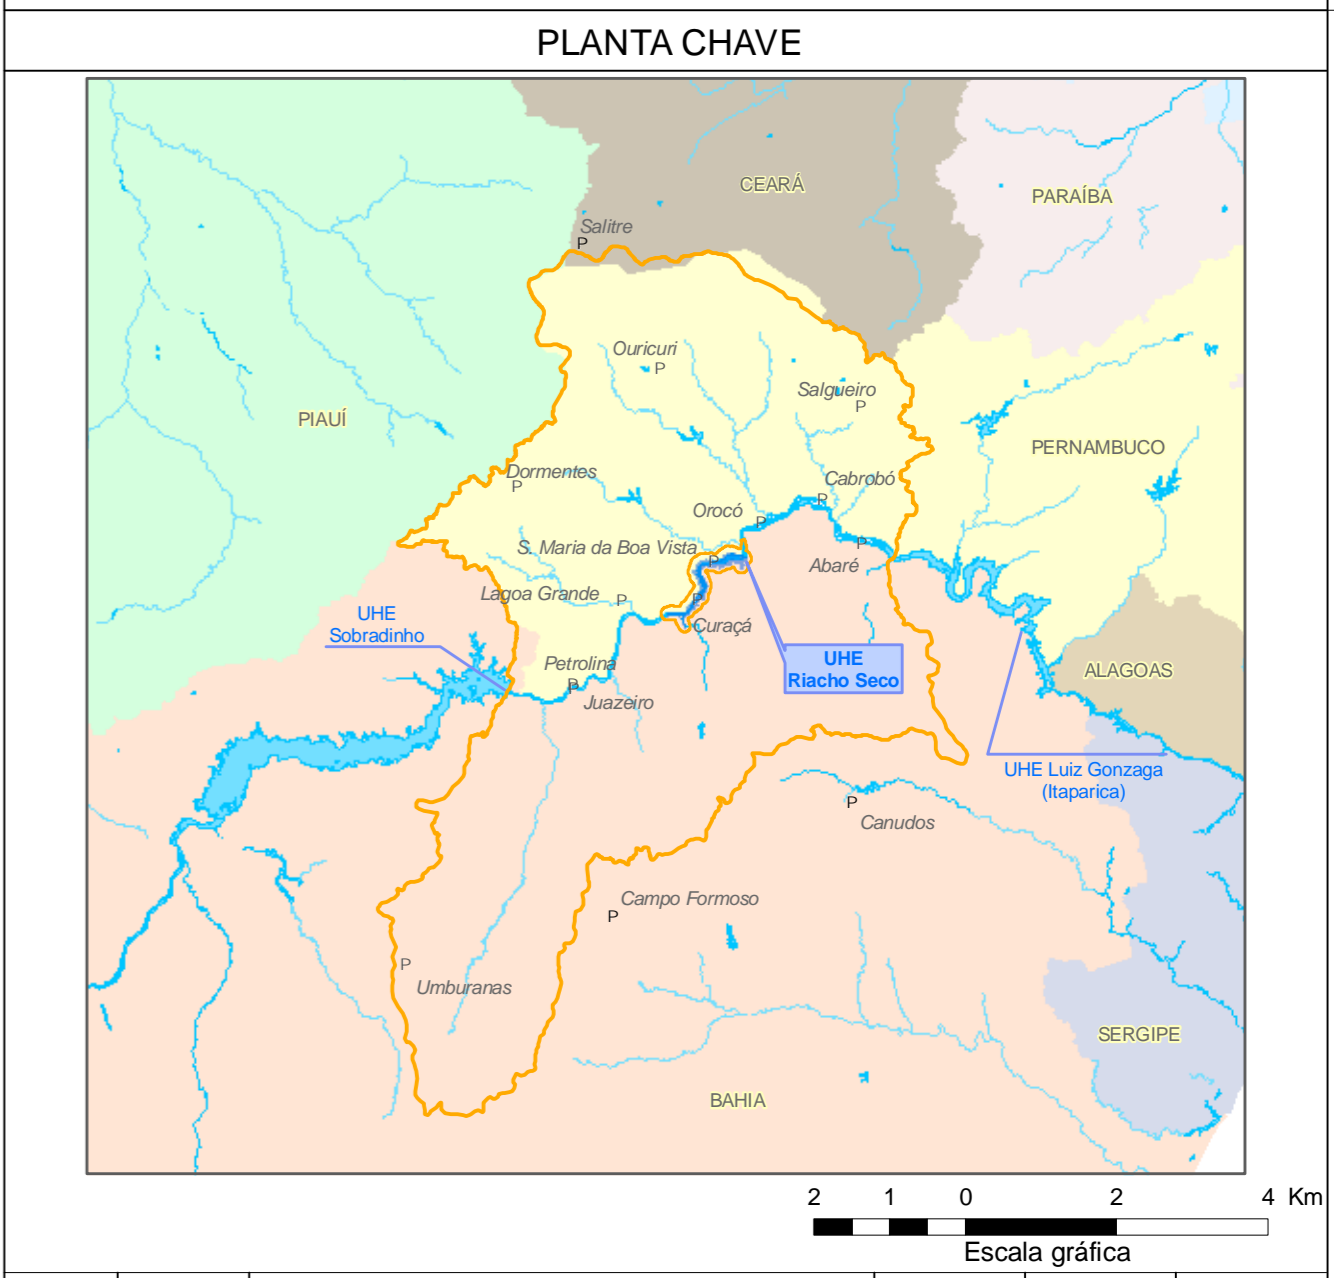 PLANTA CHAVE
CEARÁ
PARAÍBA
Salitre
P
Ouricuri
P
Salgueiro
P
PIAUÍ
PERNAMBUCO
Dormentes
P
Cabrobó
P
Orocó
P
S. Maria da Boa Vista
P
Abaré
P
Lagoa Grande
P
P
Curaçá
UHE
Sobradinho
UHE
Riacho Seco
Petrolina
P
P
Juazeiro
ALAGOAS
UHE Luiz Gonzaga
(Itaparica)
P
Canudos
Campo Formoso
P
P
Umburanas
SERGIPE
BAHIA
2 1 0 2 4 Km
Escala gráfica